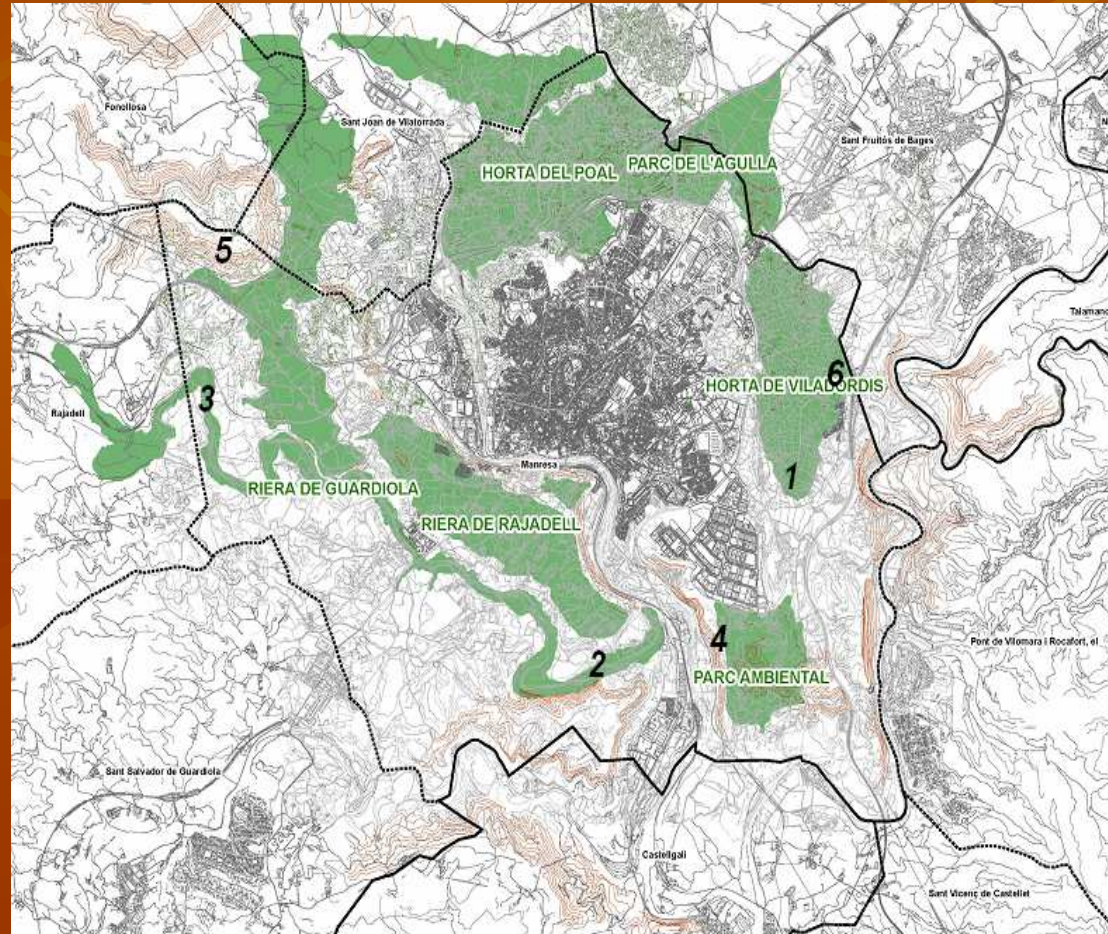 Fonollosa
Sant Joan de Vilatorrada
Sant Fruitós de Bages
HORTA DEL POAL
PARC DE L'AGULLA
5
Talamanc
6
HORTA DE VILADORDIS
3
Rajadell
Manresa
1
RIERA DE GUARDIOLA
RIERA DE RAJADELL
4
Pont de Vilomara i Rocafort, el
2
PARC AMBIENTAL
Sant Salvador de Guardiola
Castellgalí
Sant Vicenç de Castellet